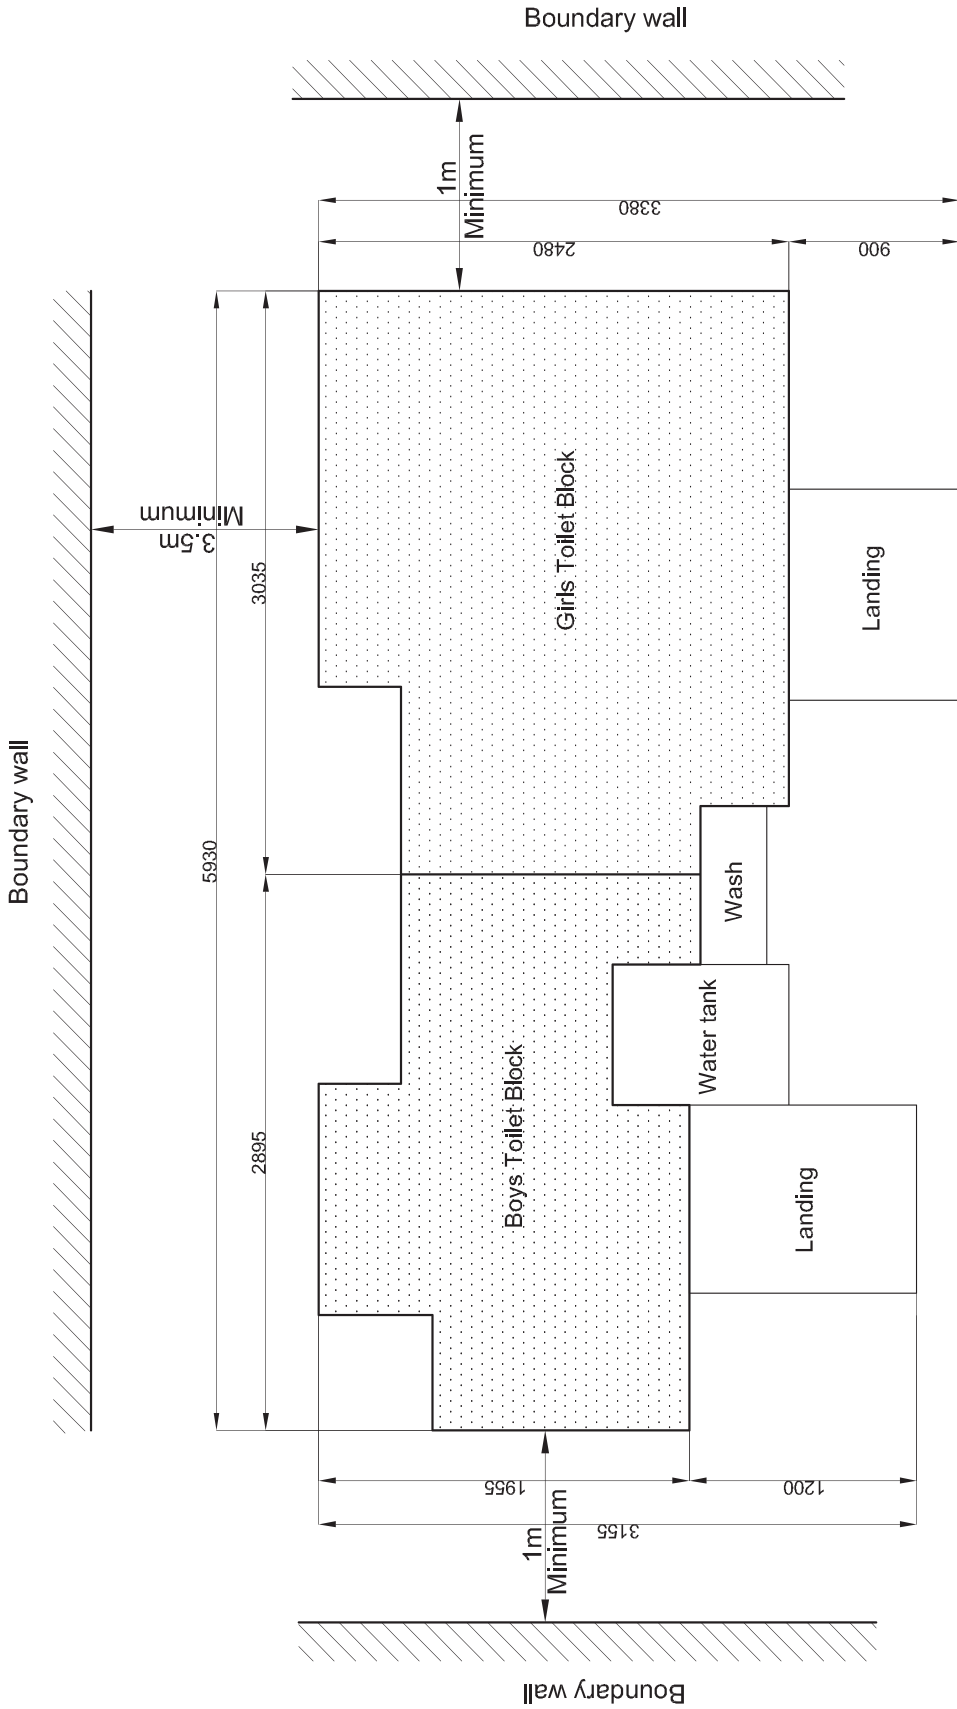 Boundary wall
1m
Minimum
3380
2480
900
Boundary wall
3.5m
Minimum
5930
3035
2895
Girls Toilet Block
Landing
Wash
Water tank
Boys Toilet Block
Landing
1955
1200
3155
1m
Minimum
Boundary wall